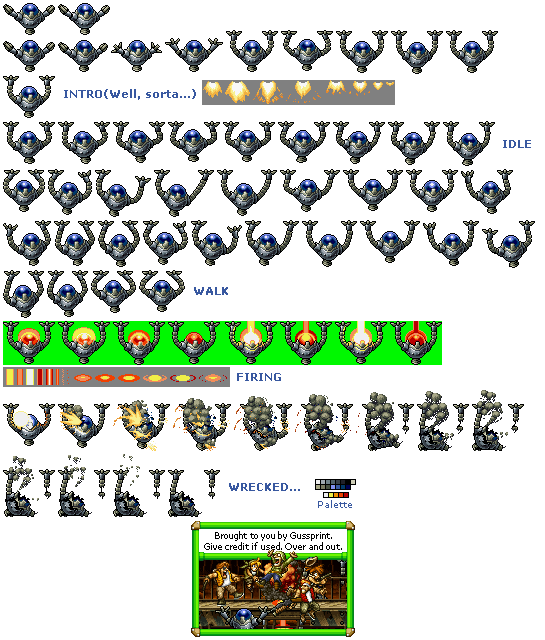 INTRO(Well, sorta...)
IDLE
WALK
FIRING
WRECKED...
Palette
Brought to you by Gussprint.
Give credit if used. Over and out.